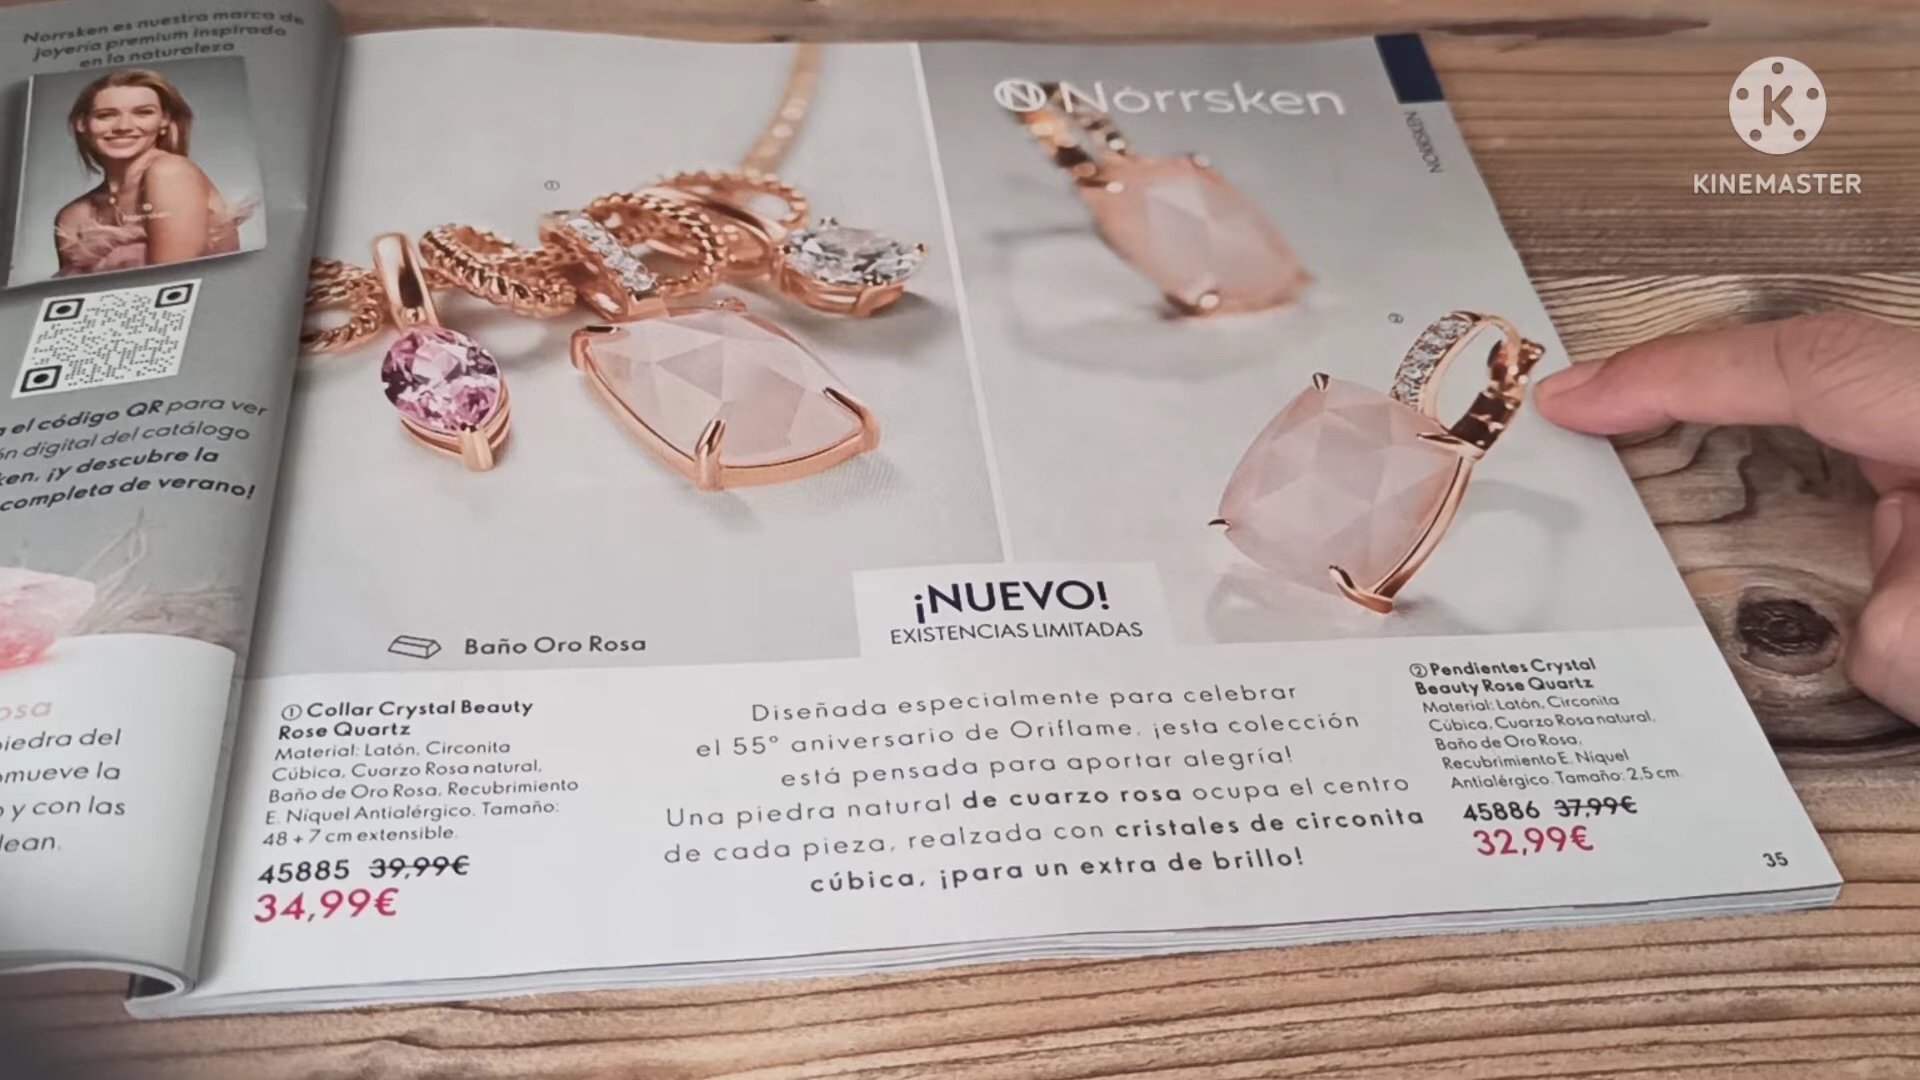 Norrsken es nuestra marca de
joyería premium inspirada
en la naturaleza
el código QR para ver
digital del catálogo
¡y descubre la
completa de verano!
piedra del
y con las
Norrsken
NORRSKEN
K
KINEMASTER
①
②
Baño Oro Rosa
¡NUEVO!
EXISTENCIAS LIMITADAS
① Collar Crystal Beauty
Rose Quartz
Material: Latón, Circonita
Cúbica, Cuarzo Rosa natural,
Baño de Oro Rosa, Recubrimiento
E. Níquel Antialérgico. Tamaño:
48 + 7 cm extensible.
45885 39,99€
34,99€
Diseñada especialmente para celebrar
el 55º aniversario de Oriflame, ¡esta colección
está pensada para aportar alegría!
Una piedra natural de cuarzo rosa ocupa el centro
de cada pieza, realzada con cristales de circonita
cúbica, ¡para un extra de brillo!
② Pendientes Crystal
Beauty Rose Quartz
Material: Latón, Circonita
Cúbica, Cuarzo Rosa natural,
Baño de Oro Rosa,
Recubrimiento E. Níquel
Antialérgico. Tamaño: 2,5 cm
45886 37,99€
32,99€
35